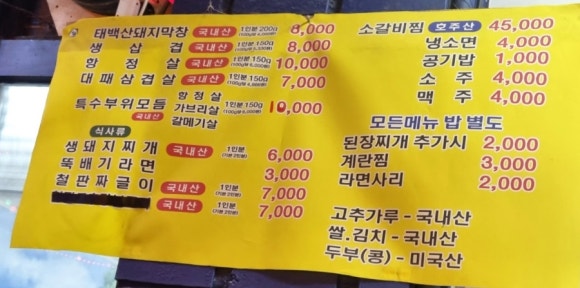 태백산돼지막창 국내산 1인분 200g 8,000
생삼겹 국내산 1인분 150g 8,000
항정살 국내산 1인분 150g 10,000
대패삼겹살 국내산 1인분 150g 7,000
특수부위모듬 국내산 항정살 가브리살 갈매기살 1인분 150g 10,000
식사류
생돼지찌개 국내산 1인분 6,000
뚝배기라면 3,000
철판짜글이 국내산 1인분 7,000
국내산 1인분 7,000
소갈비찜 호주산 45,000
냉소면 4,000
공기밥 1,000
소주 4,000
맥주 4,000
모든메뉴 밥 별도
된장찌개 추가시 2,000
계란찜 3,000
라면사리 2,000
고추가루 - 국내산
쌀.김치 - 국내산
두부(콩) - 미국산